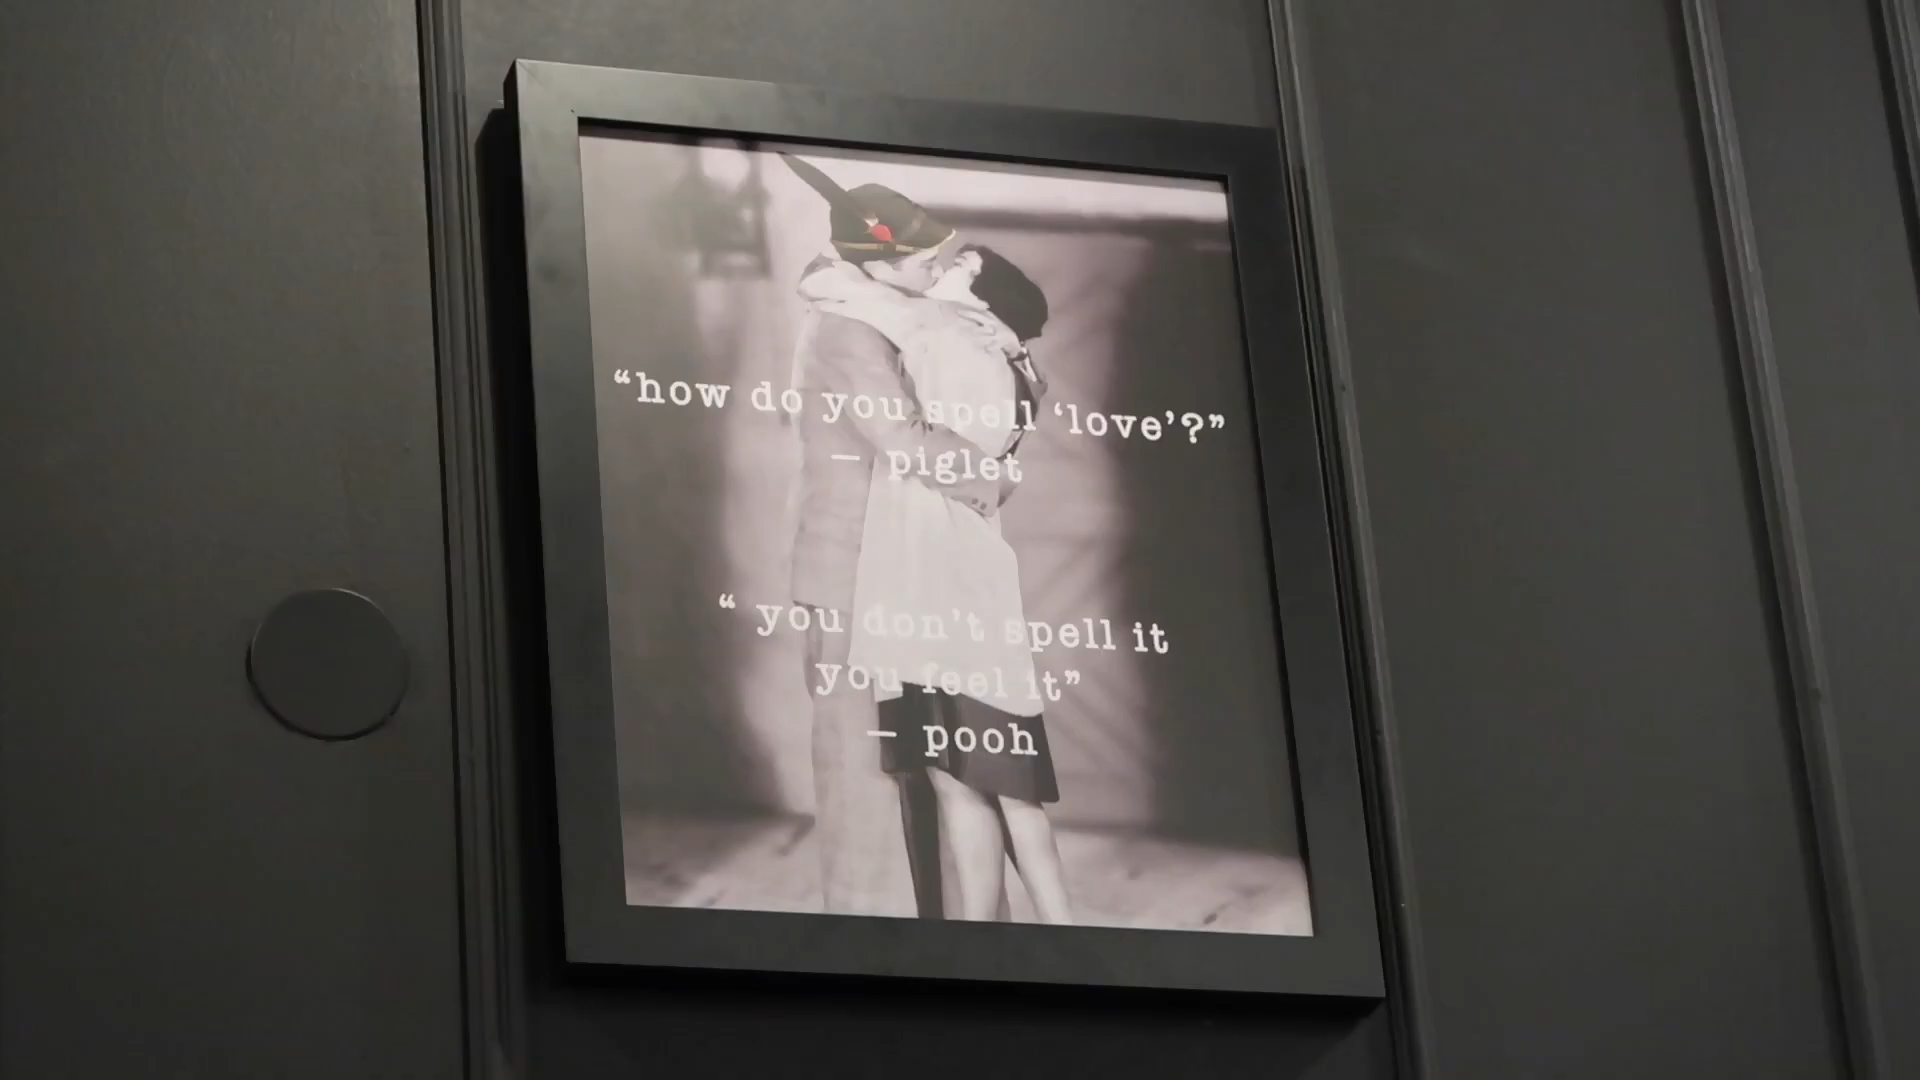 “how do you spell ‘love’?”
— piglet
“ you don't spell it
you feel it”
— pooh